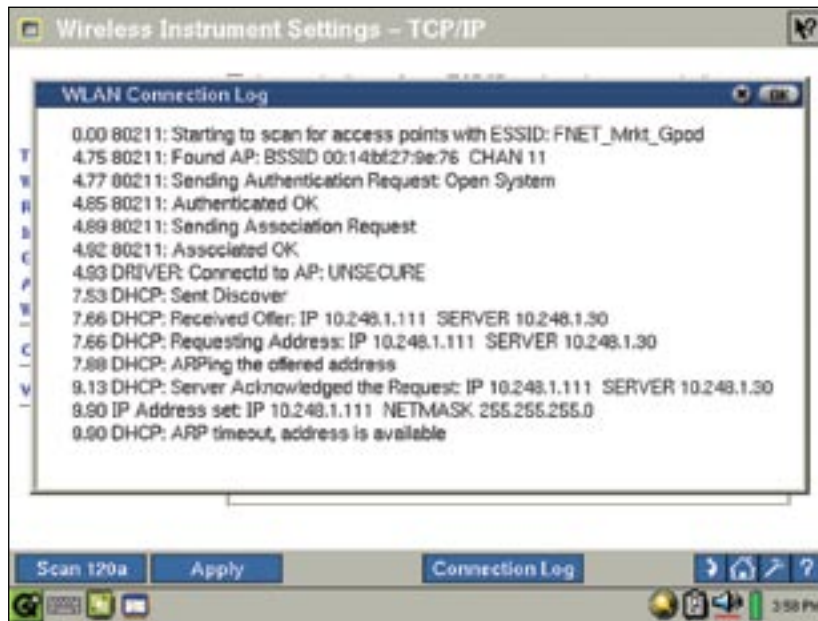 Wireless Instrument Settings – TCP/IP
WLAN Connection Log
OK
0.00 80211: Starting to scan for access points with ESSID: FNET_Mrkt_Gpod
4.75 80211: Found AP: BSSID 00:14:bf:27:9e:76 CHAN 11
4.77 80211: Sending Authentication Request: Open System
4.85 80211: Authenticated OK
4.89 80211: Sending Association Request
4.92 80211: Associated OK
4.93 DRIVER: Connectd to AP: UNSECURE
7.53 DHCP: Sent Discover
7.66 DHCP: Received Offer: IP 10.248.1.111 SERVER 10.248.1.30
7.66 DHCP: Requesting Address: IP 10.248.1.111 SERVER 10.248.1.30
7.88 DHCP: ARPing the offered address
9.13 DHCP: Server Acknowledged the Request: IP 10.248.1.111 SERVER 10.248.1.30
9.90 IP Address set: IP 10.248.1.111 NETMASK 255.255.255.0
9.90 DHCP: ARP timeout, address is available
Scan 120a Apply Connection Log ?
3:58 PM